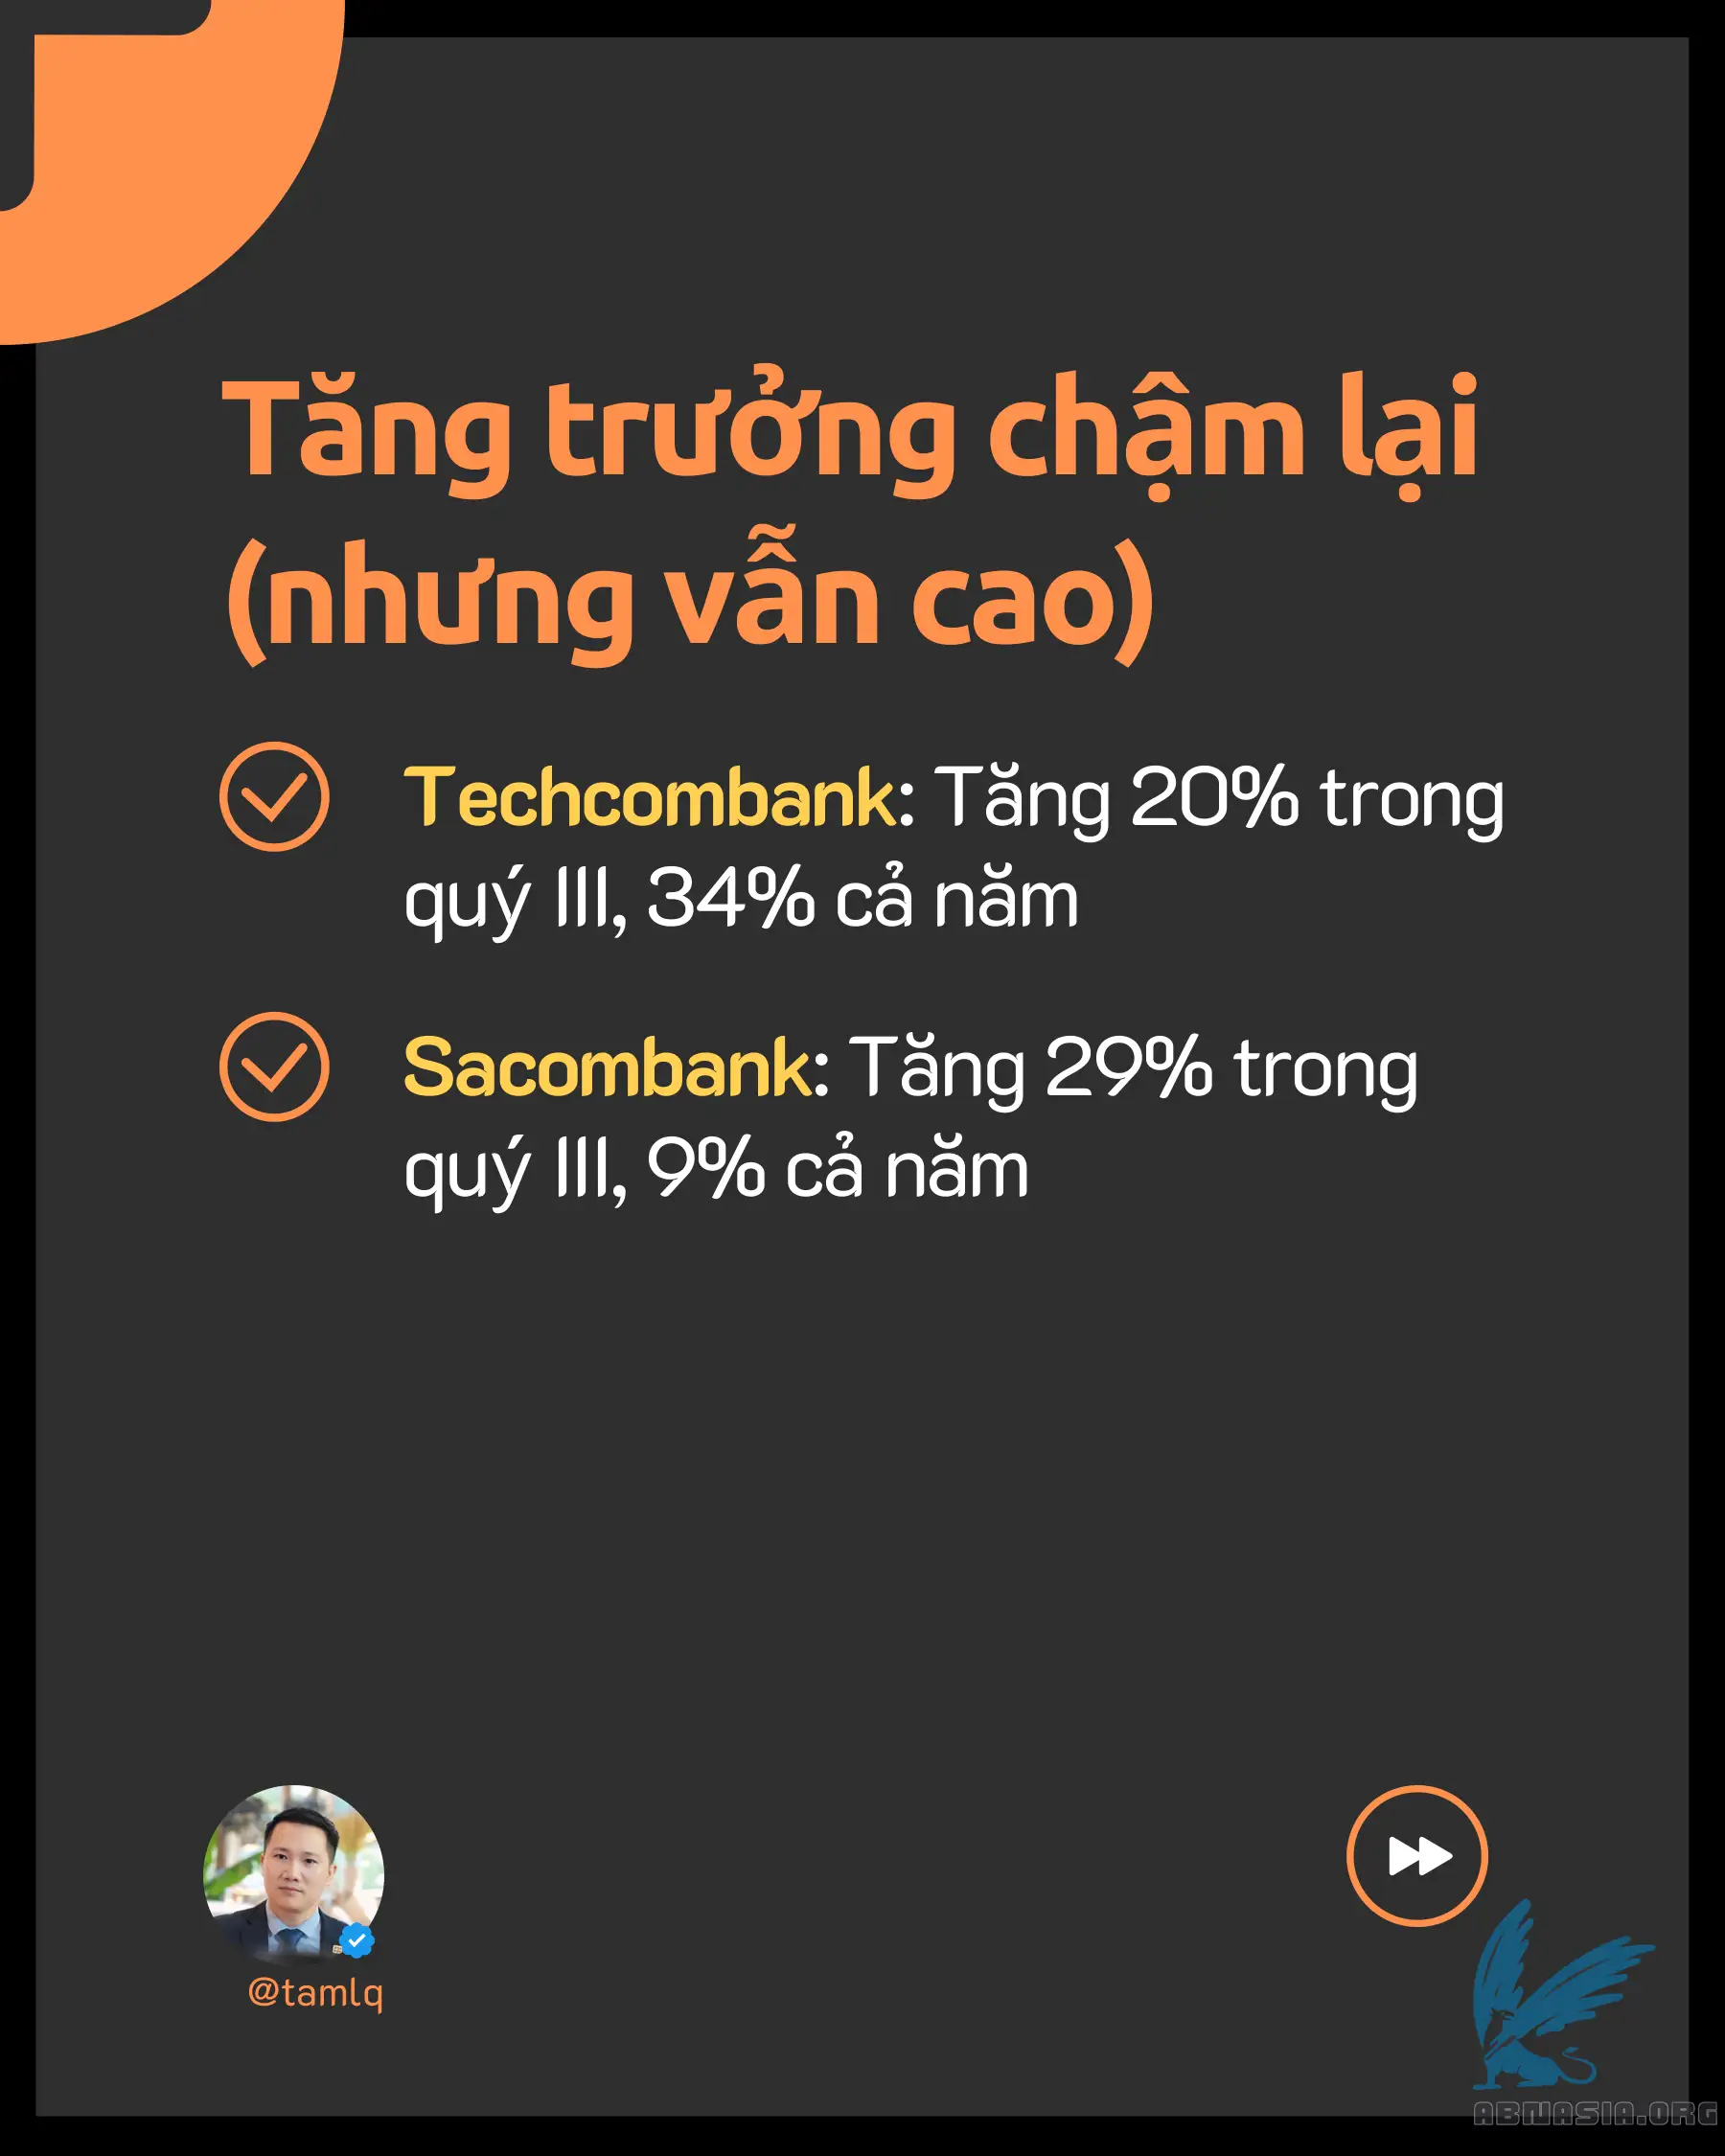 Tăng trưởng chậm lại
(nhưng vẫn cao)
Techcombank: Tăng 20% trong
quý III, 34% cả năm
Sacombank: Tăng 29% trong
quý III, 9% cả năm
@tamlq
ABNASIA.ORG